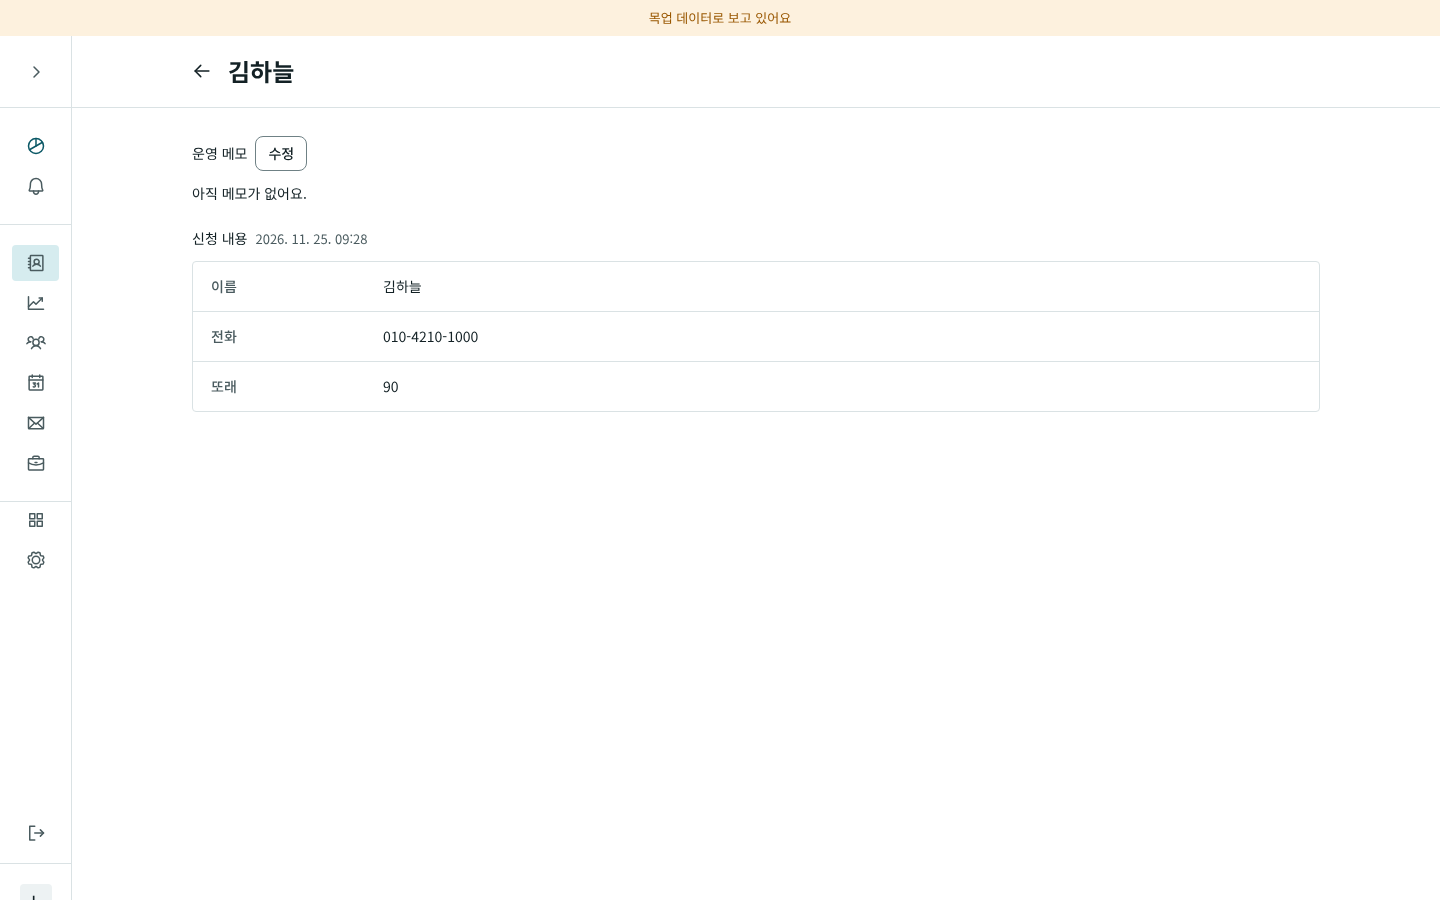 목업 데이터로 보고 있어요
김하늘
운영 메모 수정
아직 메모가 없어요.
신청 내용 2026. 11. 25. 09:28
이름 김하늘
전화 010-4210-1000
또래 90
31